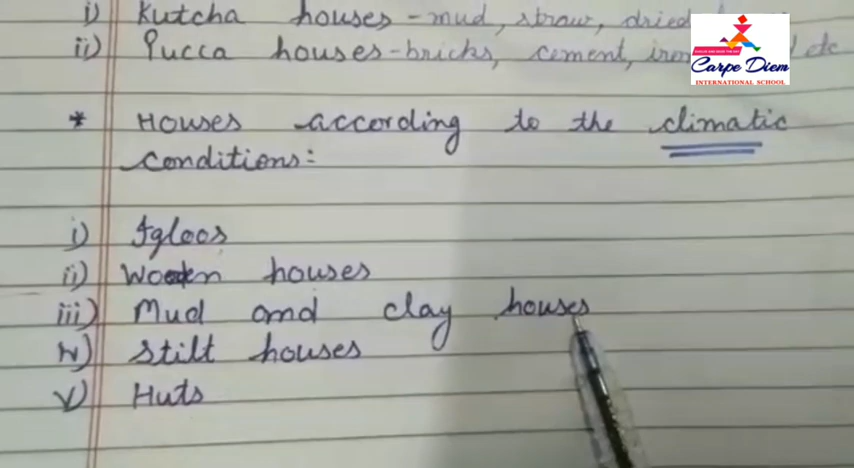 i) Kutcha houses - mud, straw, dried
ii) Pucca houses - bricks, cement, iron etc
Carpe Diem
INTERNATIONAL SCHOOL
* Houses according to the climatic
conditions:
i) Igloos
ii) Wooden houses
iii) Mud and clay houses
iv) Stilt houses
v) Huts